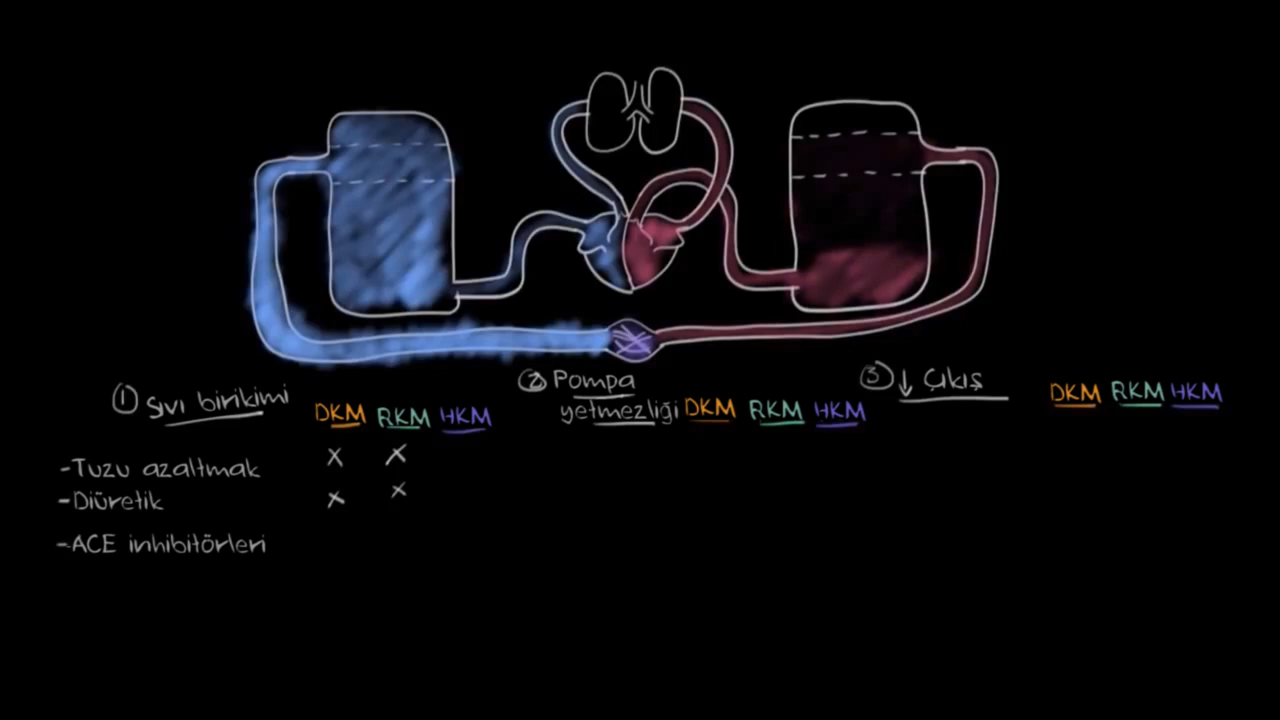 ① Sıvı birikimi DKM RKM HKM
② Pompa yetmezliği DKM RKM HKM
③ ↓ Çıkış DKM RKM HKM
-Tuzu azaltmak x x
-Diüretik x x
-ACE inhibitörleri